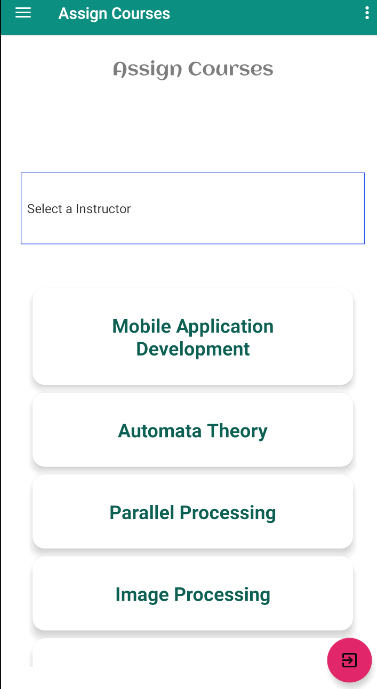 Assign Courses
Assign Courses
Select a Instructor
Mobile Application
Development
Automata Theory
Parallel Processing
Image Processing